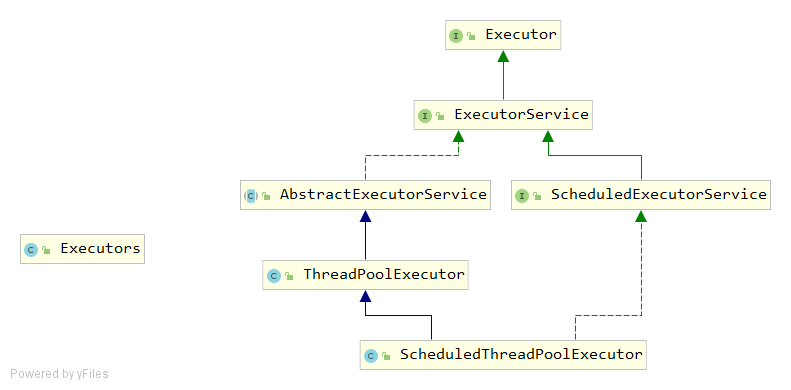 Executor
ExecutorService
AbstractExecutorService
ScheduledExecutorService
Executors
ThreadPoolExecutor
ScheduledThreadPoolExecutor
Powered by yFiles